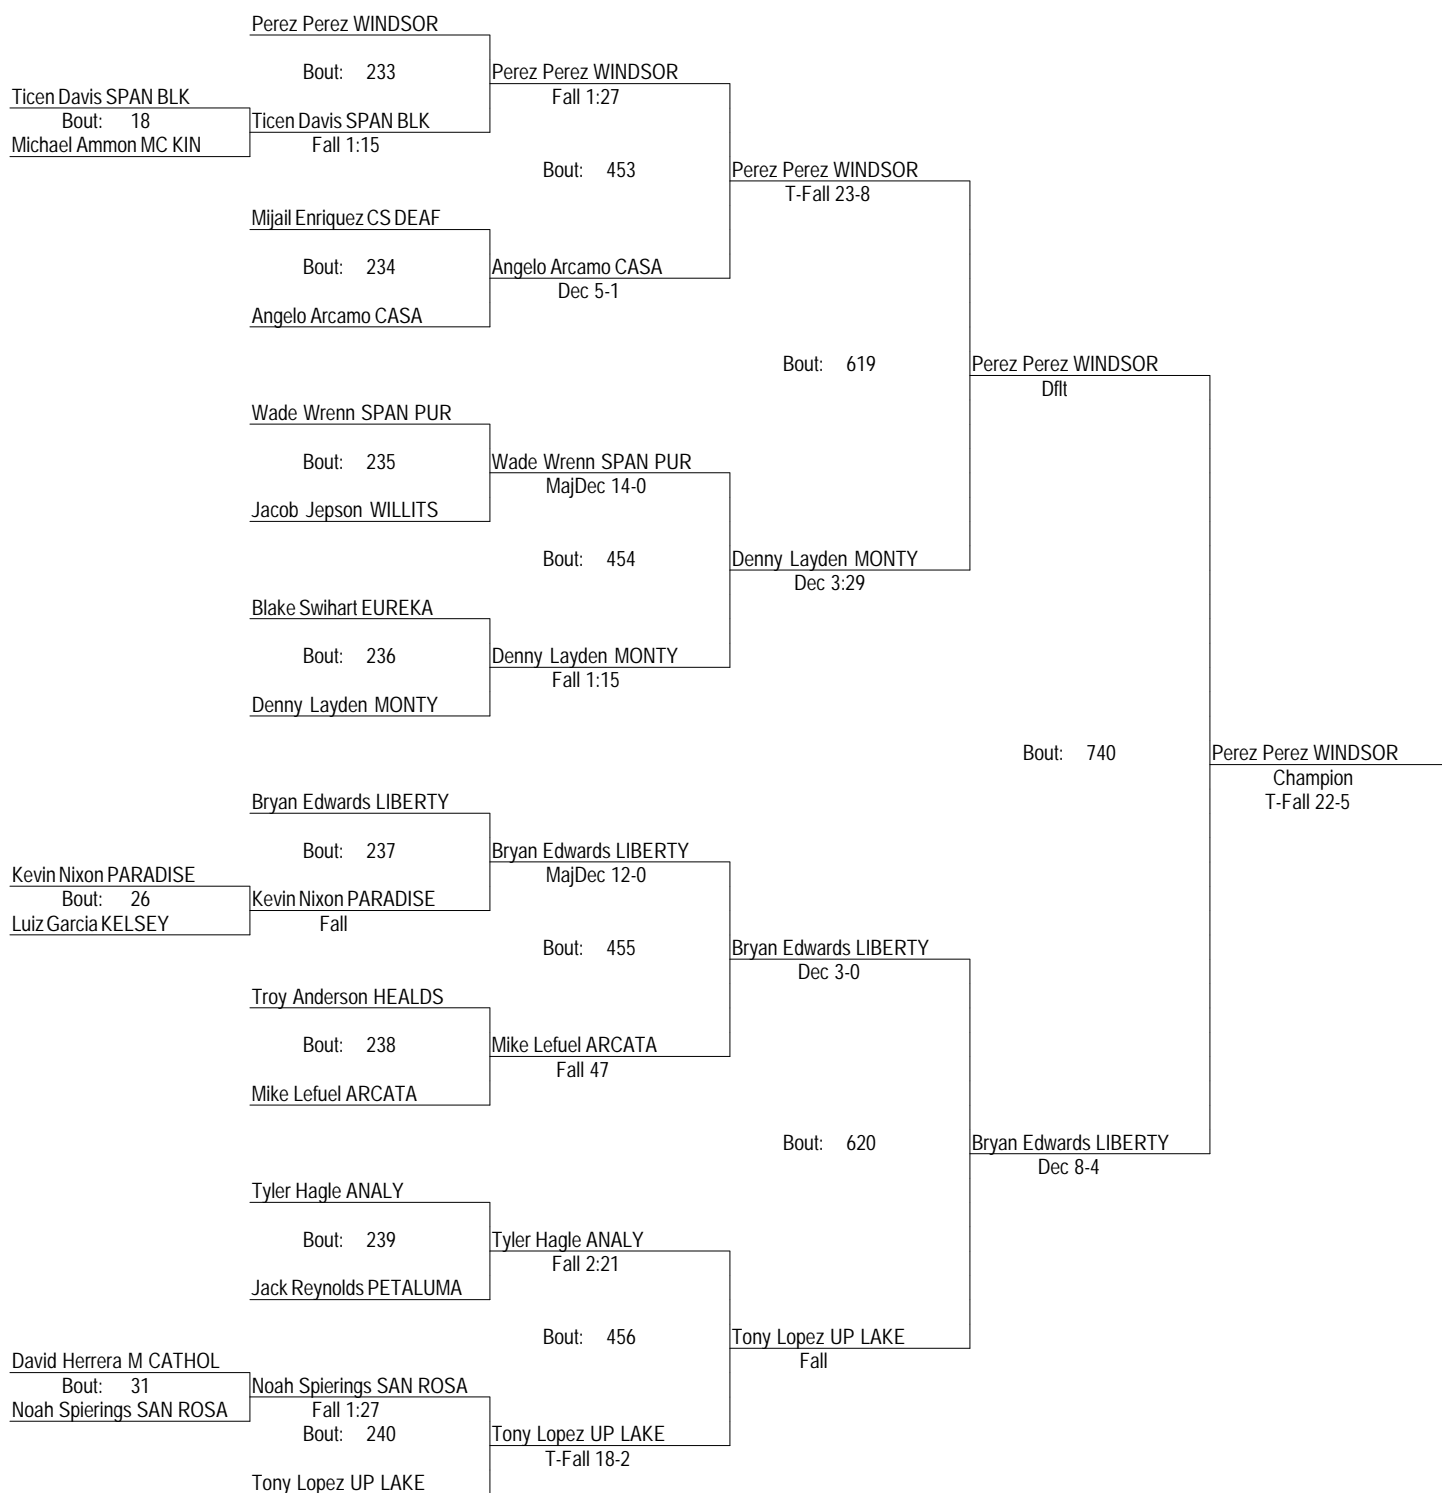 Perez Perez WINDSOR
Bout: 233
Perez Perez WINDSOR
Ticen Davis SPAN BLK
Fall 1:27
Bout: 18
Ticen Davis SPAN BLK
Michael Ammon MC KIN
Fall 1:15
Bout: 453
Perez Perez WINDSOR
T-Fall 23-8
Mijail Enriquez CS DEAF
Bout: 234
Angelo Arcamo CASA
Dec 5-1
Angelo Arcamo CASA
Bout: 619
Perez Perez WINDSOR
Dflt
Wade Wrenn SPAN PUR
Bout: 235
Wade Wrenn SPAN PUR
MajDec 14-0
Jacob Jepson WILLITS
Bout: 454
Denny Layden MONTY
Dec 3:29
Blake Swihart EUREKA
Bout: 236
Denny Layden MONTY
Fall 1:15
Denny Layden MONTY
Bout: 740
Perez Perez WINDSOR
Champion
T-Fall 22-5
Bryan Edwards LIBERTY
Bout: 237
Bryan Edwards LIBERTY
Kevin Nixon PARADISE
MajDec 12-0
Bout: 26
Kevin Nixon PARADISE
Luiz Garcia KELSEY
Fall
Bout: 455
Bryan Edwards LIBERTY
Dec 3-0
Troy Anderson HEALDS
Bout: 238
Mike Lefuel ARCATA
Fall 47
Mike Lefuel ARCATA
Bout: 620
Bryan Edwards LIBERTY
Dec 8-4
Tyler Hagle ANALY
Bout: 239
Tyler Hagle ANALY
Fall 2:21
Jack Reynolds PETALUMA
Bout: 456
Tony Lopez UP LAKE
Fall
David Herrera M CATHOL
Bout: 31
Noah Spierings SAN ROSA
Noah Spierings SAN ROSA
Fall 1:27
Bout: 240
Tony Lopez UP LAKE
T-Fall 18-2
Tony Lopez UP LAKE